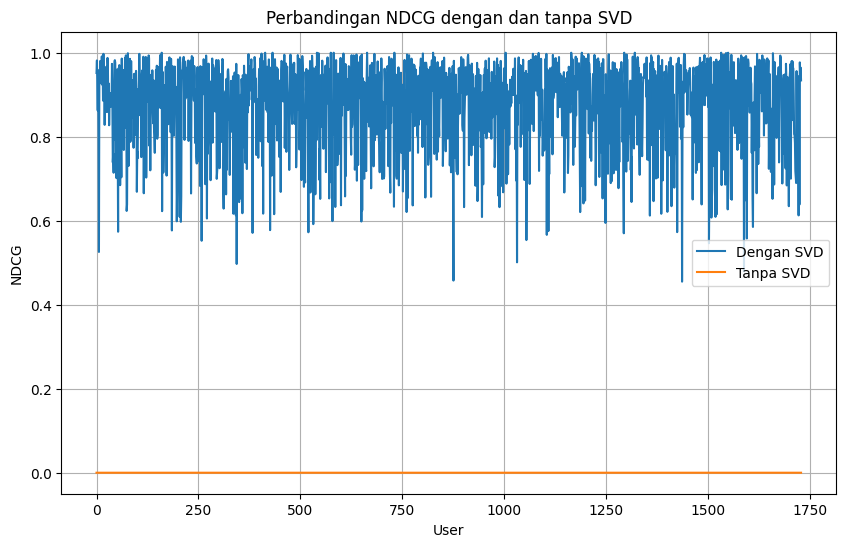 Perbandingan NDCG dengan dan tanpa SVD
1.0
0.8
0.6
0.4
0.2
0.0
NDCG
Dengan SVD
Tanpa SVD
0 250 500 750 1000 1250 1500 1750
User